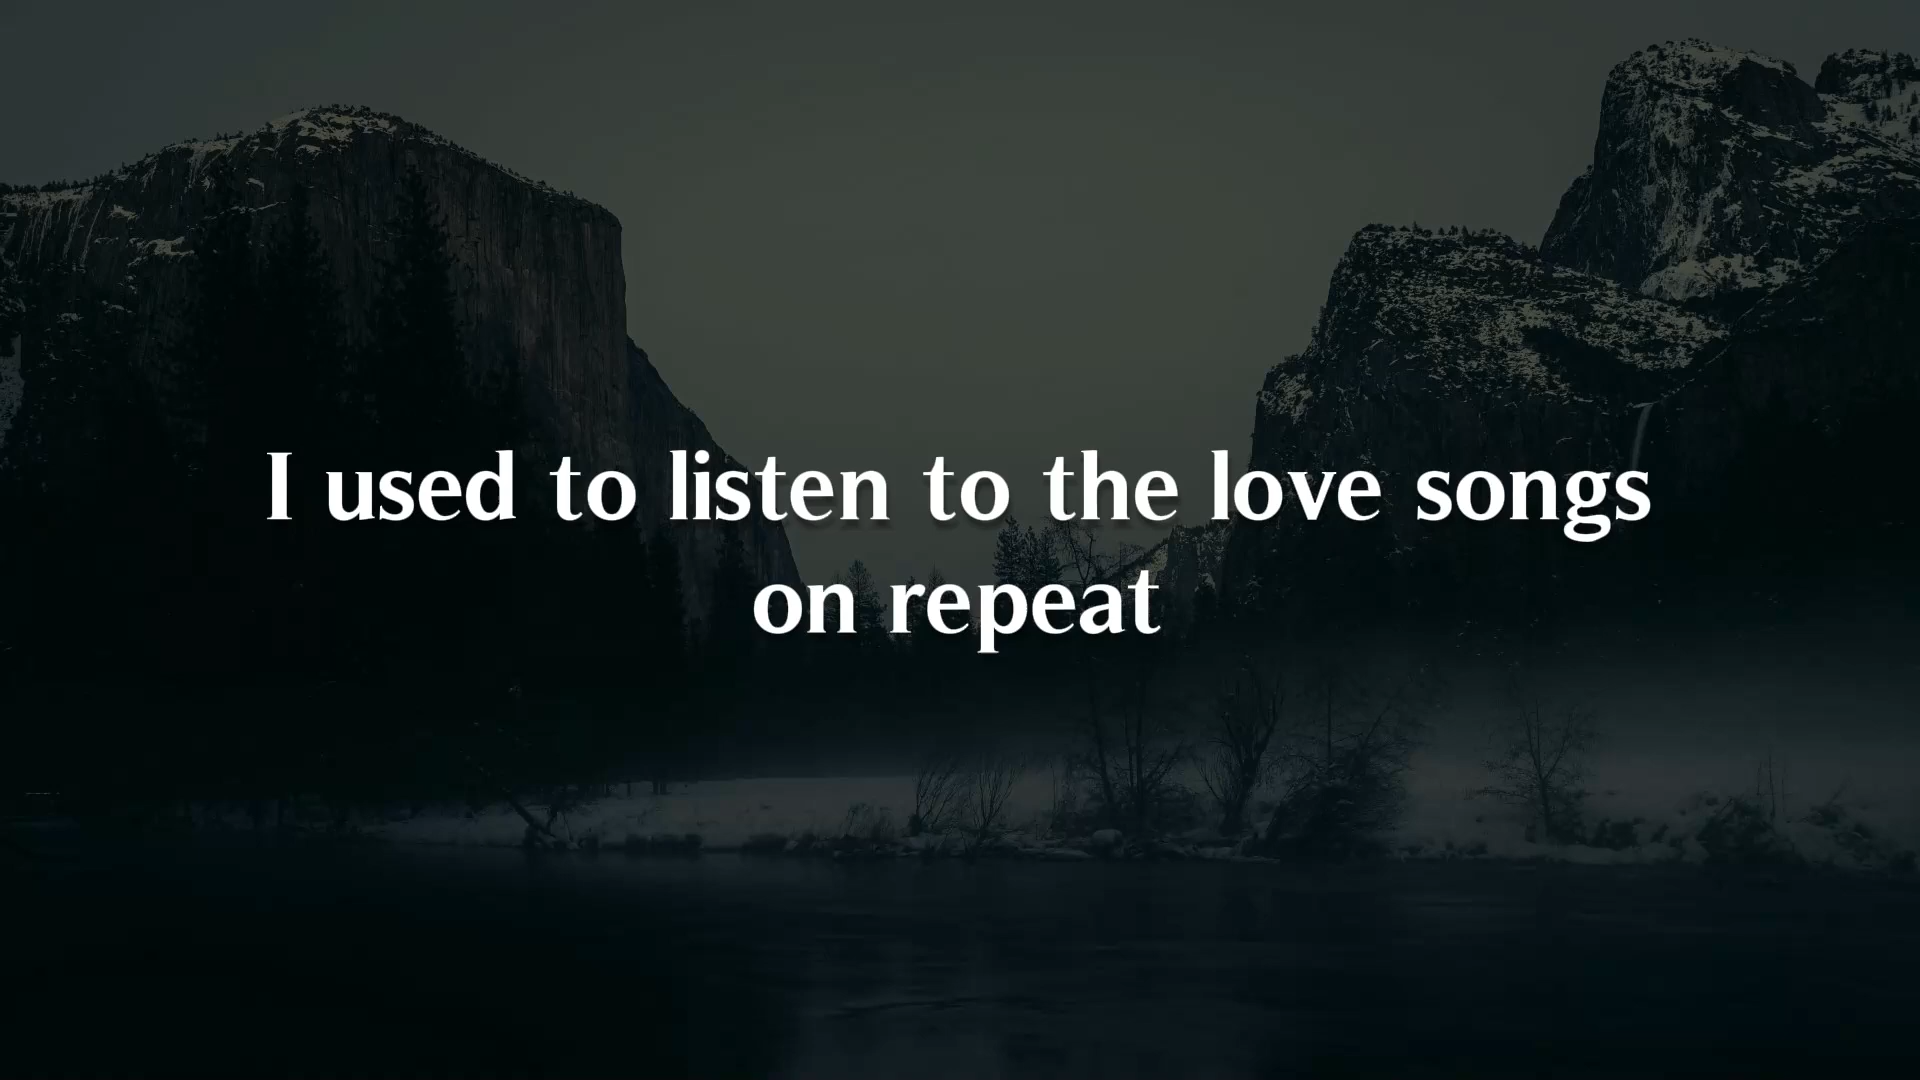 I used to listen to the love songs
on repeat